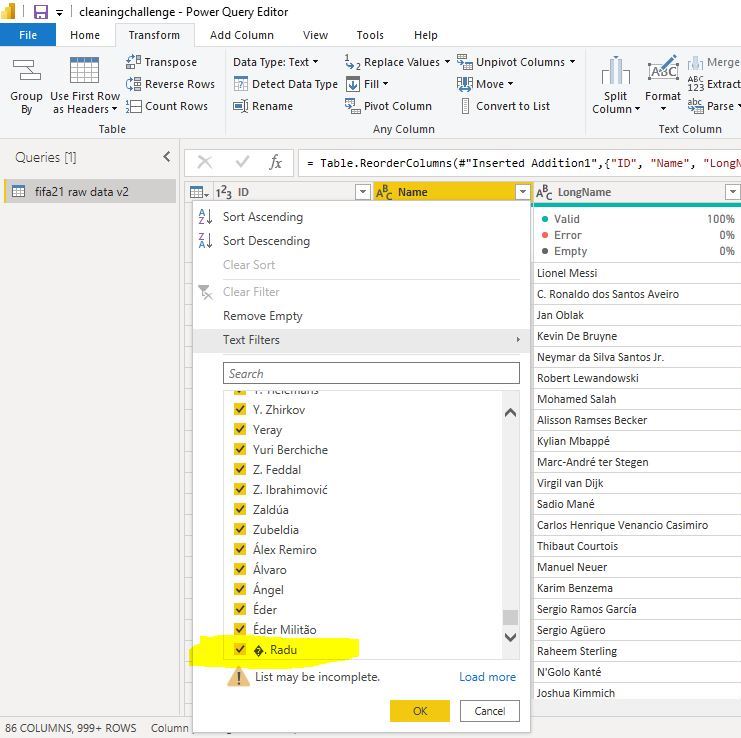 cleaningchallenge - Power Query Editor
File Home Transform Add Column View Tools Help
Group By
Use First Row as Headers
Transpose
Reverse Rows
Count Rows
Table
Data Type: Text
Detect Data Type
Rename
Replace Values
Fill
Pivot Column
Unpivot Columns
Move
Convert to List
Any Column
Split Column
Format
Merge
Extract
Parse
Text Column
Queries [1]
fifa21 raw data v2
fx
= Table.ReorderColumns(#"Inserted Addition1",{"ID", "Name", "LongN
ID Name LongName
Sort Ascending
Sort Descending
Clear Sort
Clear Filter
Remove Empty
Text Filters
Search
Y. Tielemans
Y. Zhirkov
Yeray
Yuri Berchiche
Z. Feddal
Z. Ibrahimović
Zaldúa
Zubeldia
Álex Remiro
Álvaro
Ángel
Éder
Éder Militão
�. Radu
List may be incomplete.
Load more
OK
Cancel
Valid 100%
Error 0%
Empty 0%
Lionel Messi
C. Ronaldo dos Santos Aveiro
Jan Oblak
Kevin De Bruyne
Neymar da Silva Santos Jr.
Robert Lewandowski
Mohamed Salah
Alisson Ramses Becker
Kylian Mbappé
Marc-André ter Stegen
Virgil van Dijk
Sadio Mané
Carlos Henrique Venancio Casimiro
Thibaut Courtois
Manuel Neuer
Karim Benzema
Sergio Ramos García
Sergio Agüero
Raheem Sterling
N'Golo Kanté
Joshua Kimmich
86 COLUMNS, 999+ ROWS
Column